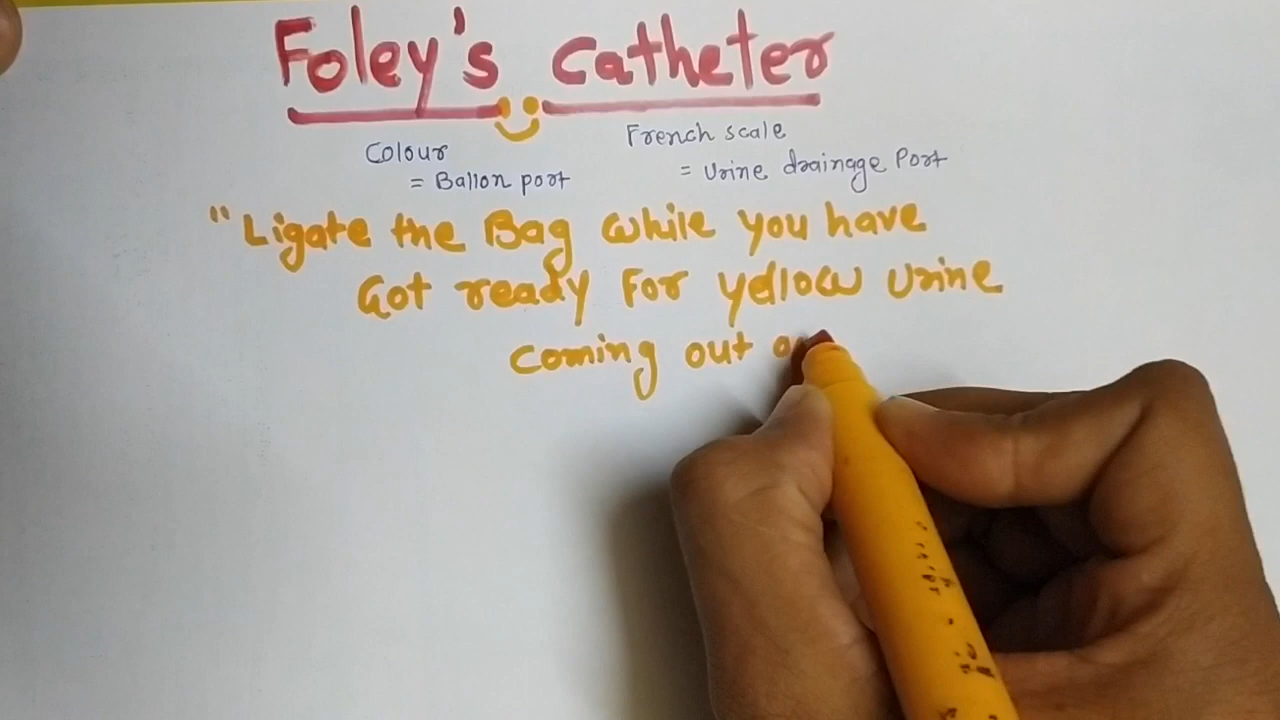 Foley's Catheter
Colour
= Ballon port
French scale
= Urine drainage Port
"Ligate the Bag while you have
Got ready For yellow Urine
Coming out